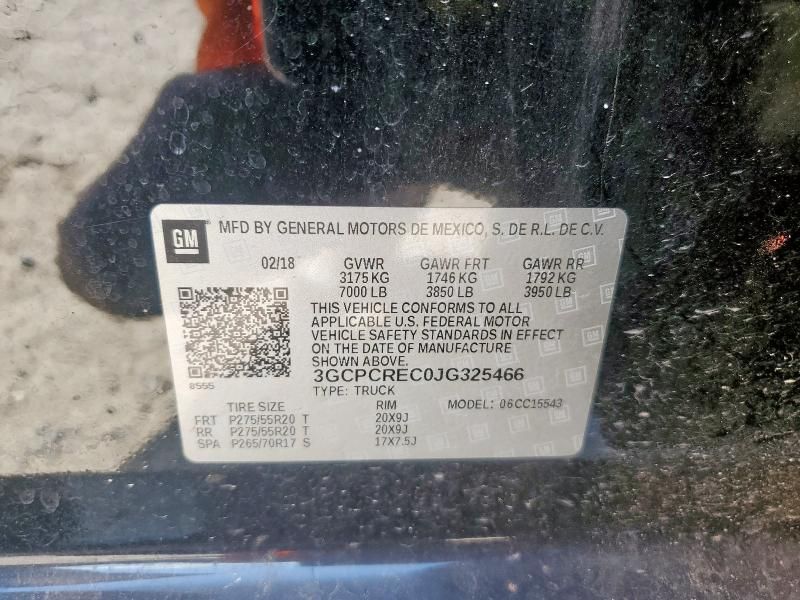 GM MFD BY GENERAL MOTORS DE MEXICO, S. DE R.L. DE C.V.
02/18 GVWR GAWR FRT GAWR RR
3175 KG 1746 KG 1792 KG
7000 LB 3850 LB 3950 LB
THIS VEHICLE CONFORMS TO ALL
APPLICABLE U.S. FEDERAL MOTOR
VEHICLE SAFETY STANDARDS IN EFFECT
ON THE DATE OF MANUFACTURE
SHOWN ABOVE.
8555 3GCPCREC0JG325466
TYPE: TRUCK
TIRE SIZE RIM MODEL: 06CC15543
FRT P275/55R20 T 20X9J
RR P275/55R20 T 20X9J
SPA P265/70R17 S 17X7.5J